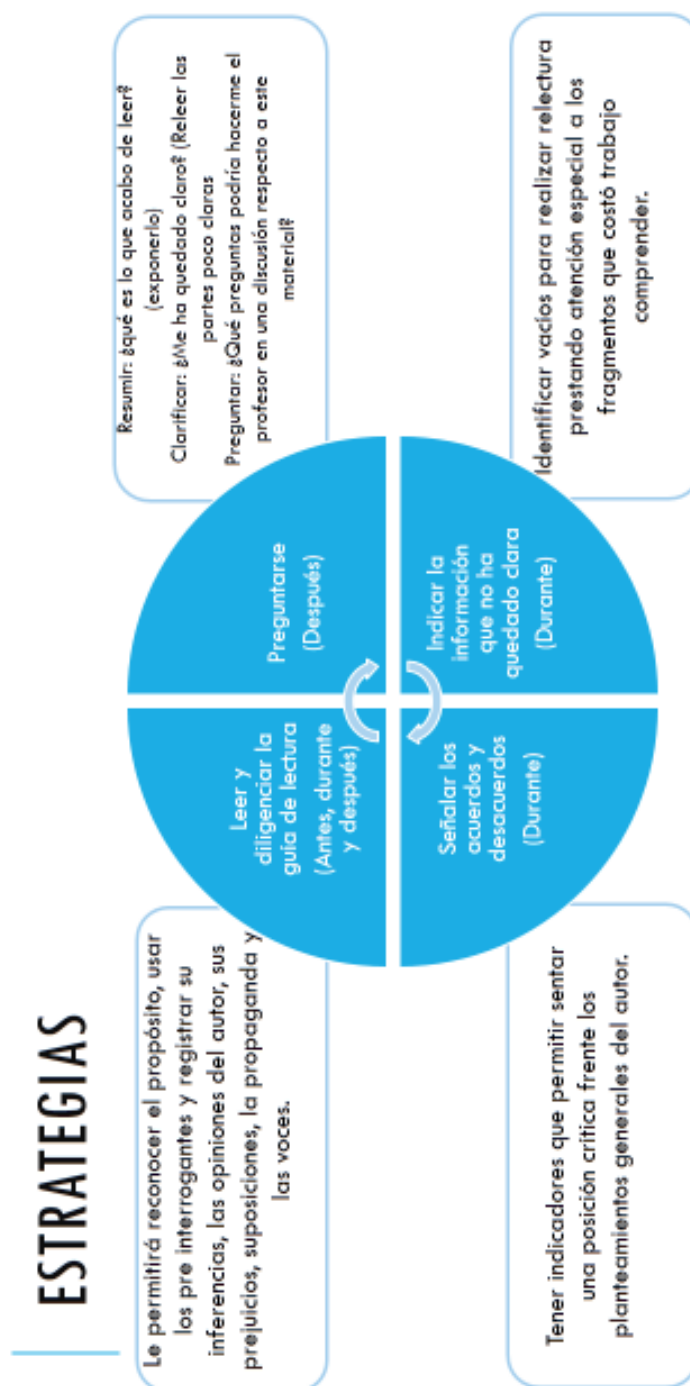 ESTRATEGIAS
Le permitirá reconocer el propósito, usar
los pre interrogantes y registrar su
inferencias, las opiniones del autor, sus
prejuicios, suposiciones, la propaganda y
las voces.
Leer y
diligenciar la
guía de lectura
(Antes, durante
y después)
Preguntarse
(Después)
Resumir: ¿qué es lo que acabo de leer?
(exponerlo)
Clarificar: ¿Me ha quedado claro? (Releer las
partes poco claras
Preguntar: ¿Qué preguntas podría hacerme el
profesor en una discusión respecto a este
material?
Tener indicadores que permitir sentar
una posición crítica frente los
planteamientos generales del autor.
Señalar los
acuerdos y
desacuerdos
(Durante)
Indicar la
información
que no ha
quedado clara
(Durante)
Identificar vacíos para realizar relectura
prestando atención especial a los
fragmentos que costó trabajo
comprender.